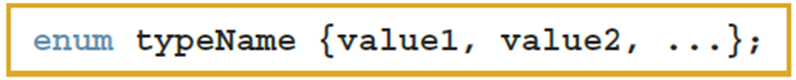 enum typeName {value1, value2, ...};